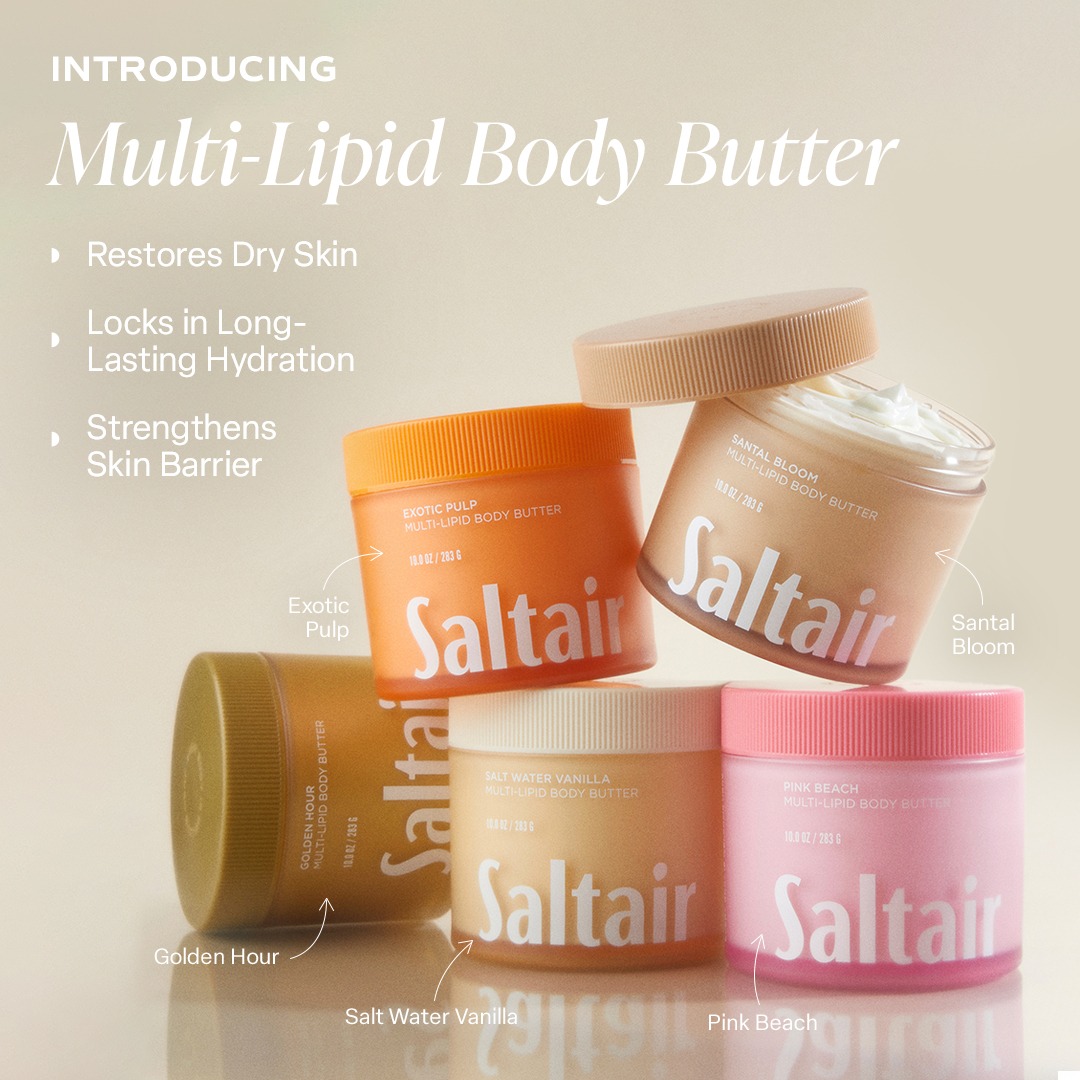 INTRODUCING
Multi-Lipid Body Butter
Restores Dry Skin
Locks in Long-
Lasting Hydration
Strengthens
Skin Barrier
EXOTIC PULP
MULTI-LIPID BODY BUTTER
10.0 OZ / 283 G
Saltair
SANTAL BLOOM
MULTI-LIPID BODY BUTTER
10.0 OZ / 283 G
Saltair
Exotic
Pulp
Santal
Bloom
GOLDEN HOUR
MULTI-LIPID BODY BUTTER
10.0 OZ / 283 G
Saltair
SALT WATER VANILLA
MULTI-LIPID BODY BUTTER
10.0 OZ / 283 G
Saltair
PINK BEACH
MULTI-LIPID BODY BUTTER
10.0 OZ / 283 G
Saltair
Golden Hour
Salt Water Vanilla
Pink Beach